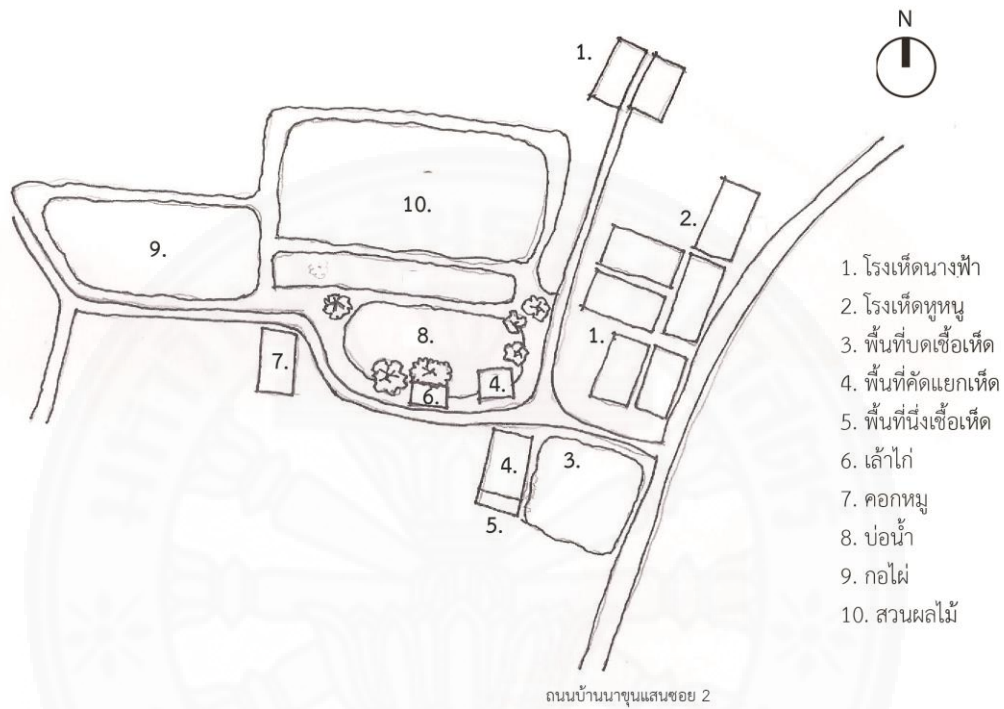 N
1.
2.
10.
9.
1.
8.
7.
6.
4.
4.
3.
5.
1. โรงเห็ดนางฟ้า
2. โรงเห็ดหูหนู
3. พื้นที่บดเชื้อเห็ด
4. พื้นที่คัดแยกเห็ด
5. พื้นที่นึ่งเชื้อเห็ด
6. เล้าไก่
7. คอกหมู
8. บ่อน้ำ
9. กอไผ่
10. สวนผลไม้
ถนนบ้านนาขุนแสนซอย 2